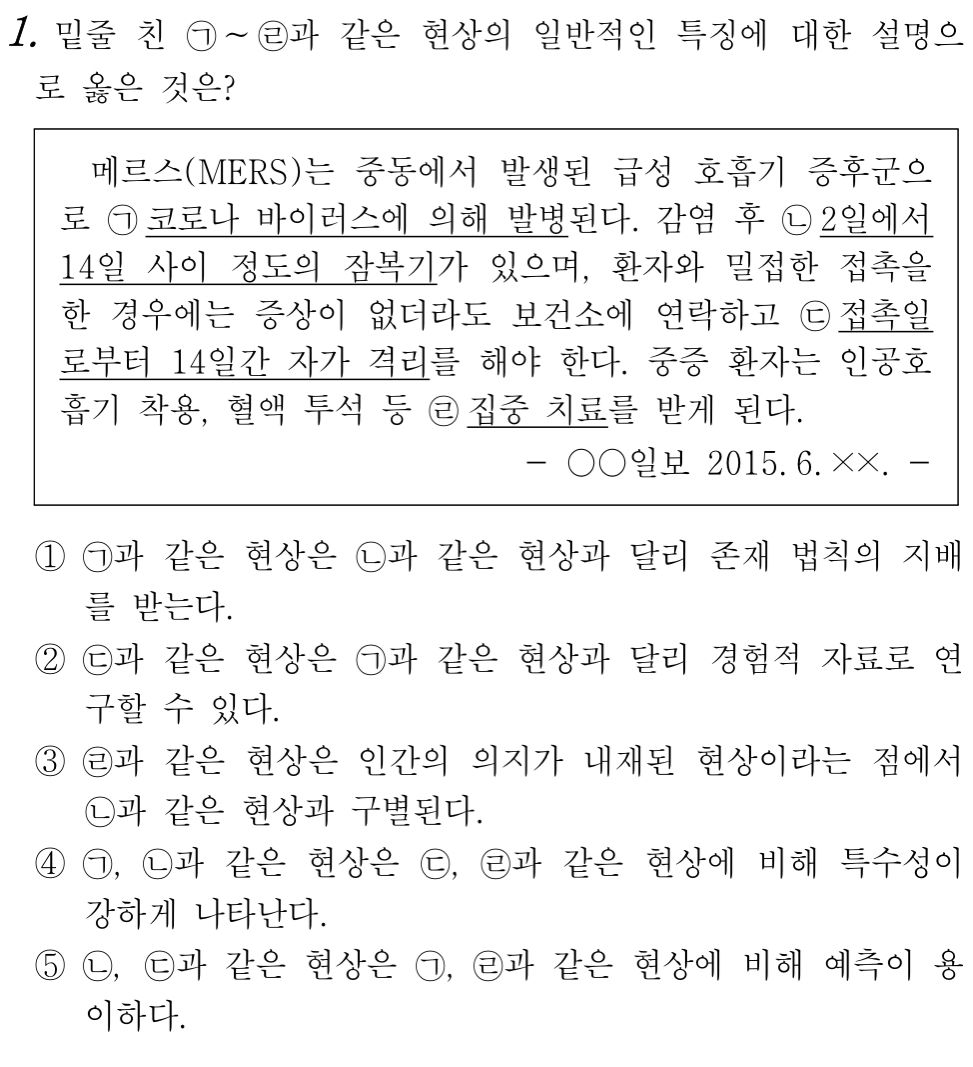 1. 밑줄 친 ㉠~㉣과 같은 현상의 일반적인 특징에 대한 설명으
로 옳은 것은?
메르스(MERS)는 중동에서 발생된 급성 호흡기 증후군으
로 ㉠코로나 바이러스에 의해 발병된다. 감염 후 ㉡2일에서
14일 사이 정도의 잠복기가 있으며, 환자와 밀접한 접촉을
한 경우에는 증상이 없더라도 보건소에 연락하고 ㉢접촉일
로부터 14일간 자가 격리를 해야 한다. 중증 환자는 인공호
흡기 착용, 혈액 투석 등 ㉣집중 치료를 받게 된다.
- ○○일보 2015. 6. ××. -
① ㉠과 같은 현상은 ㉡과 같은 현상과 달리 존재 법칙의 지배
를 받는다.
② ㉢과 같은 현상은 ㉠과 같은 현상과 달리 경험적 자료로 연
구할 수 있다.
③ ㉣과 같은 현상은 인간의 의지가 내재된 현상이라는 점에서
㉡과 같은 현상과 구별된다.
④ ㉠, ㉡과 같은 현상은 ㉢, ㉣과 같은 현상에 비해 특수성이
강하게 나타난다.
⑤ ㉡, ㉢과 같은 현상은 ㉠, ㉣과 같은 현상에 비해 예측이 용
이하다.